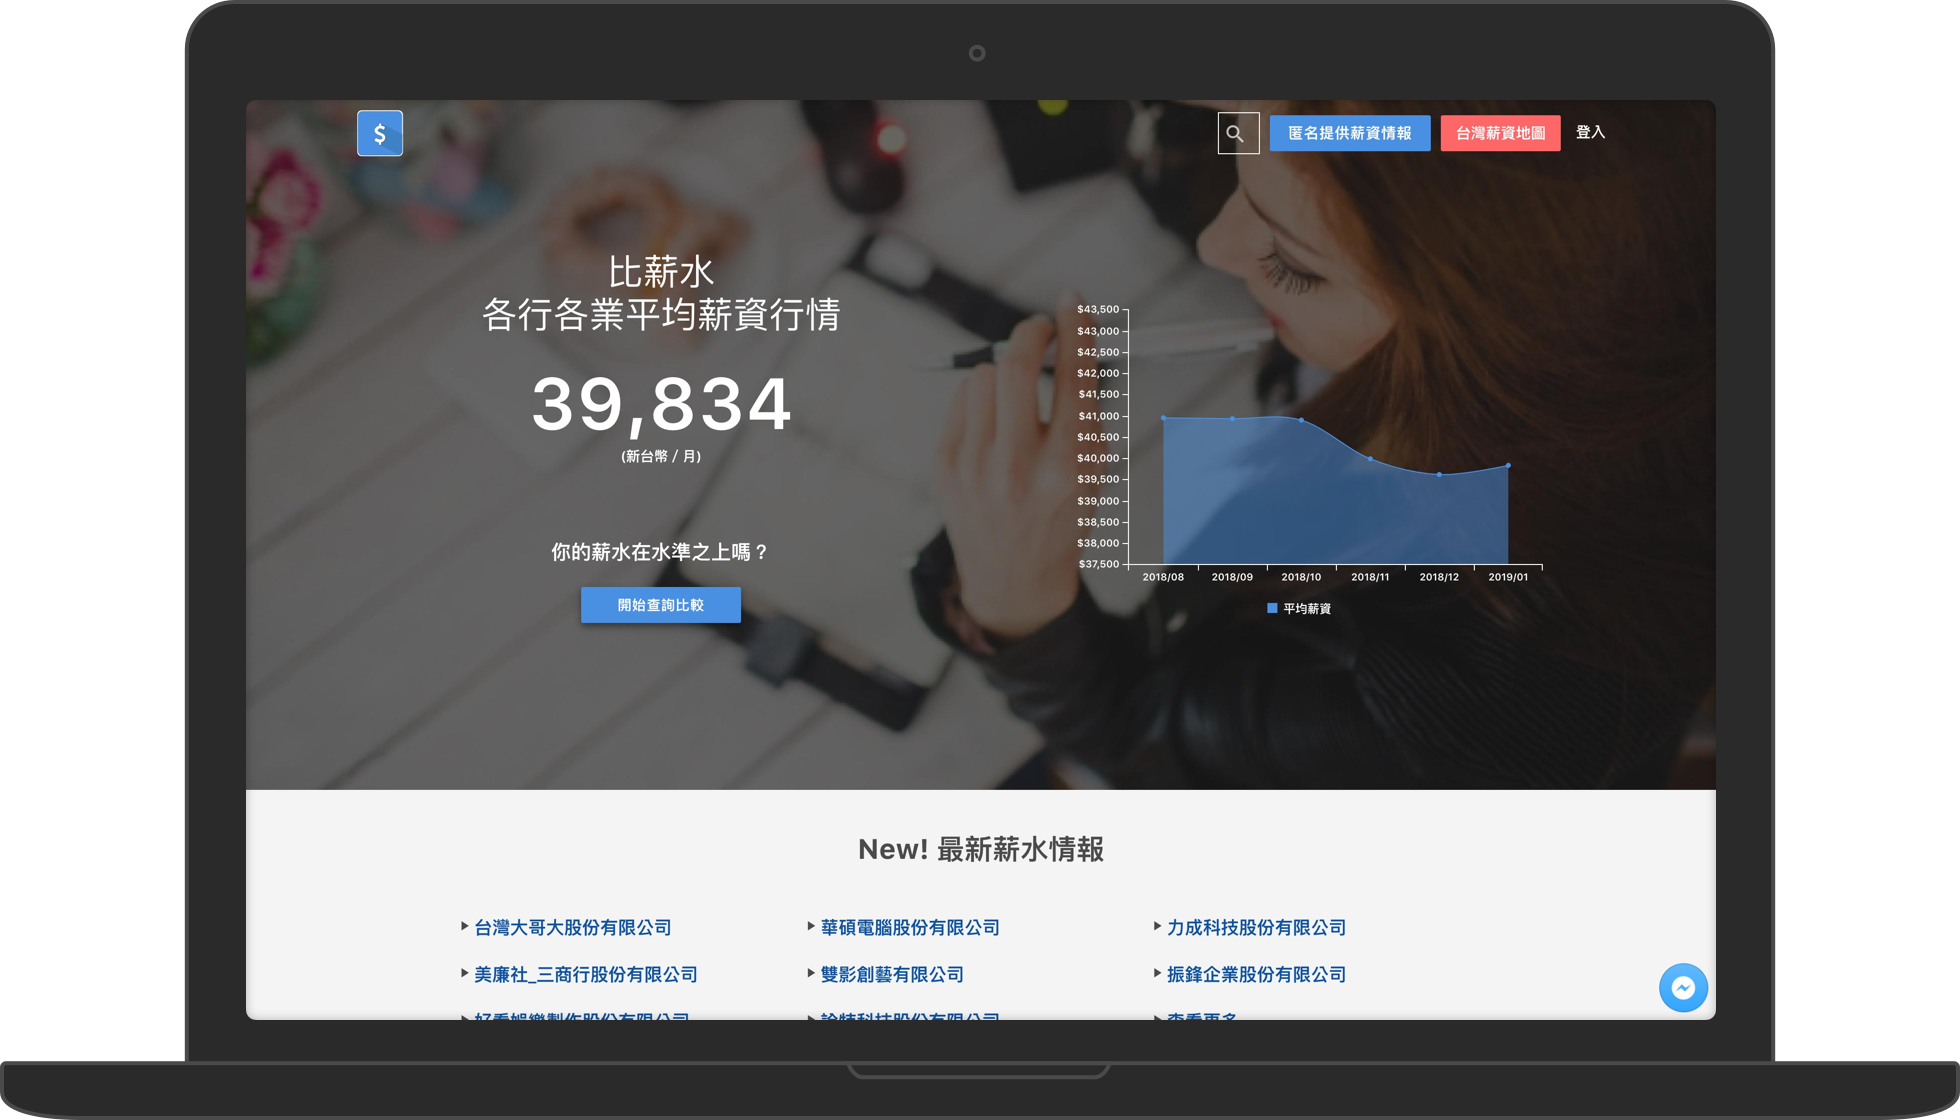 $
匿名提供薪資情報
台灣薪資地圖
登入
比薪水
各行各業平均薪資行情
39,834
(新台幣 / 月)
你的薪水在水準之上嗎？
開始查詢比較
$43,500
$43,000
$42,500
$42,000
$41,500
$41,000
$40,500
$40,000
$39,500
$39,000
$38,500
$38,000
$37,500
2018/08 2018/09 2018/10 2018/11 2018/12 2019/01
平均薪資
New! 最新薪水情報
台灣大哥大股份有限公司
華碩電腦股份有限公司
力成科技股份有限公司
美廉社_三商行股份有限公司
雙影創藝有限公司
振鋒企業股份有限公司